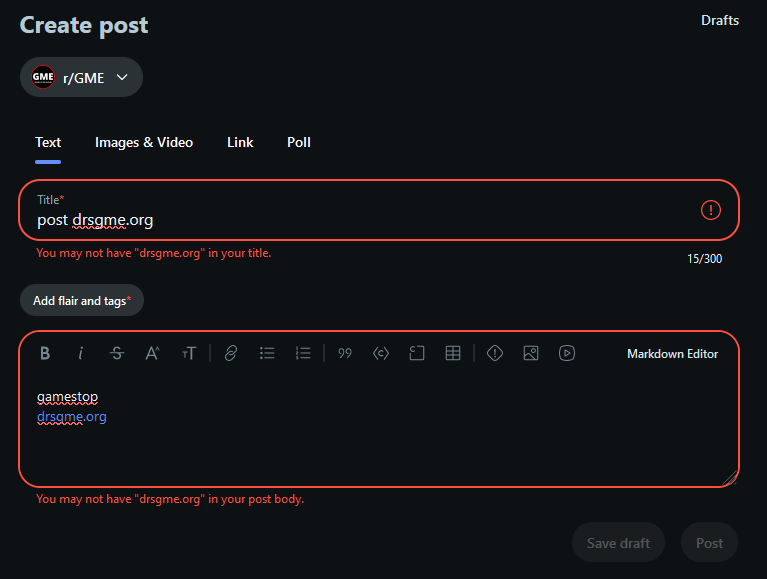 Create post
Drafts
GME r/GME
Text Images & Video Link Poll
Title*
post drsgme.org
You may not have "drsgme.org" in your title.
15/300
Add flair and tags*
Markdown Editor
gamestop
drsgme.org
You may not have "drsgme.org" in your post body.
Save draft Post